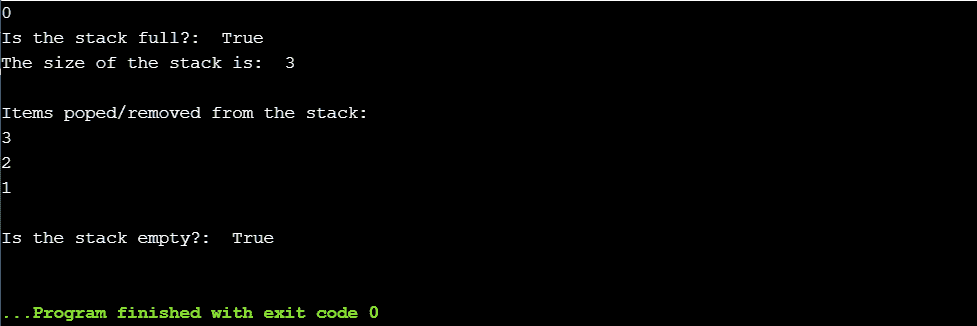 0
Is the stack full?:  True
The size of the stack is:  3
Items poped/removed from the stack:
3
2
1
Is the stack empty?:  True
...Program finished with exit code 0